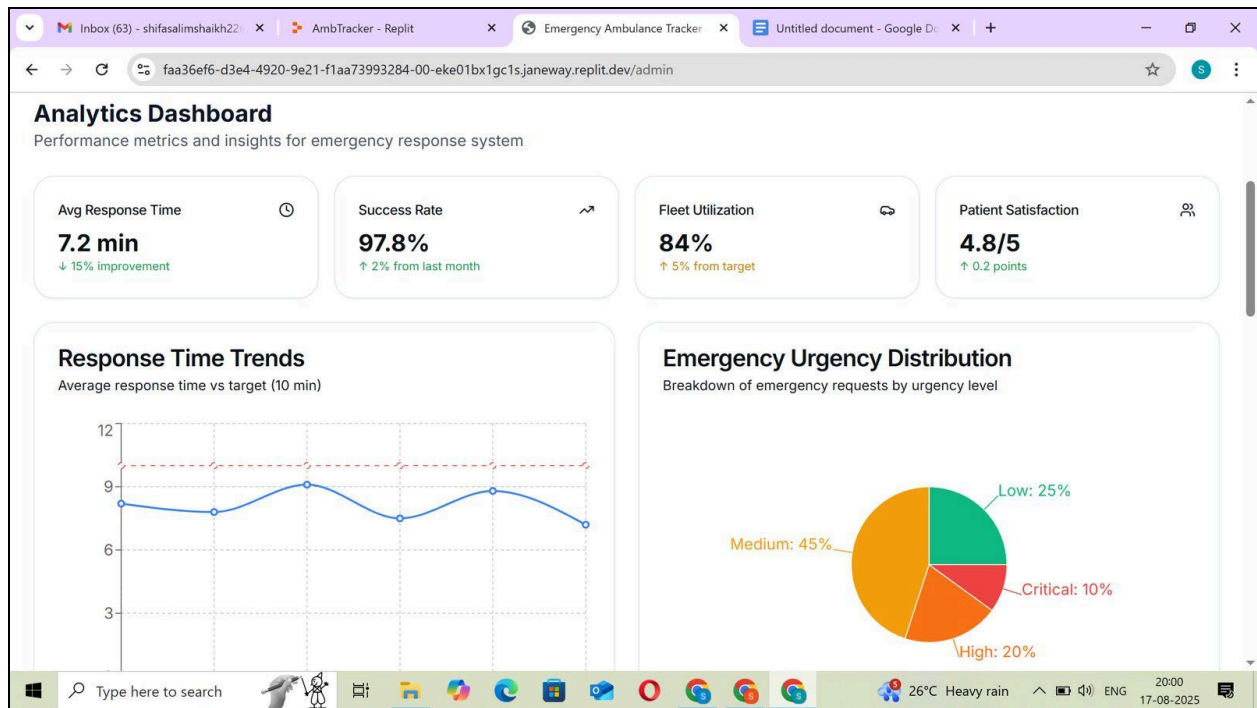 Inbox (63) - shifasalimshaikh22
AmbTracker - Replit
Emergency Ambulance Tracker
Untitled document - Google Do
faa36ef6-d3e4-4920-9e21-f1aa73993284-00-eke01bx1gc1s.janeway.replit.dev/admin
S
Analytics Dashboard
Performance metrics and insights for emergency response system
Avg Response Time
7.2 min
↓ 15% improvement
Success Rate
97.8%
↑ 2% from last month
Fleet Utilization
84%
↑ 5% from target
Patient Satisfaction
4.8/5
↑ 0.2 points
Response Time Trends
Average response time vs target (10 min)
12
9
6
3
Emergency Urgency Distribution
Breakdown of emergency requests by urgency level
Low: 25%
Medium: 45%
Critical: 10%
High: 20%
Type here to search
S
S
S
5
26°C Heavy rain
ENG
20:00
17-08-2025